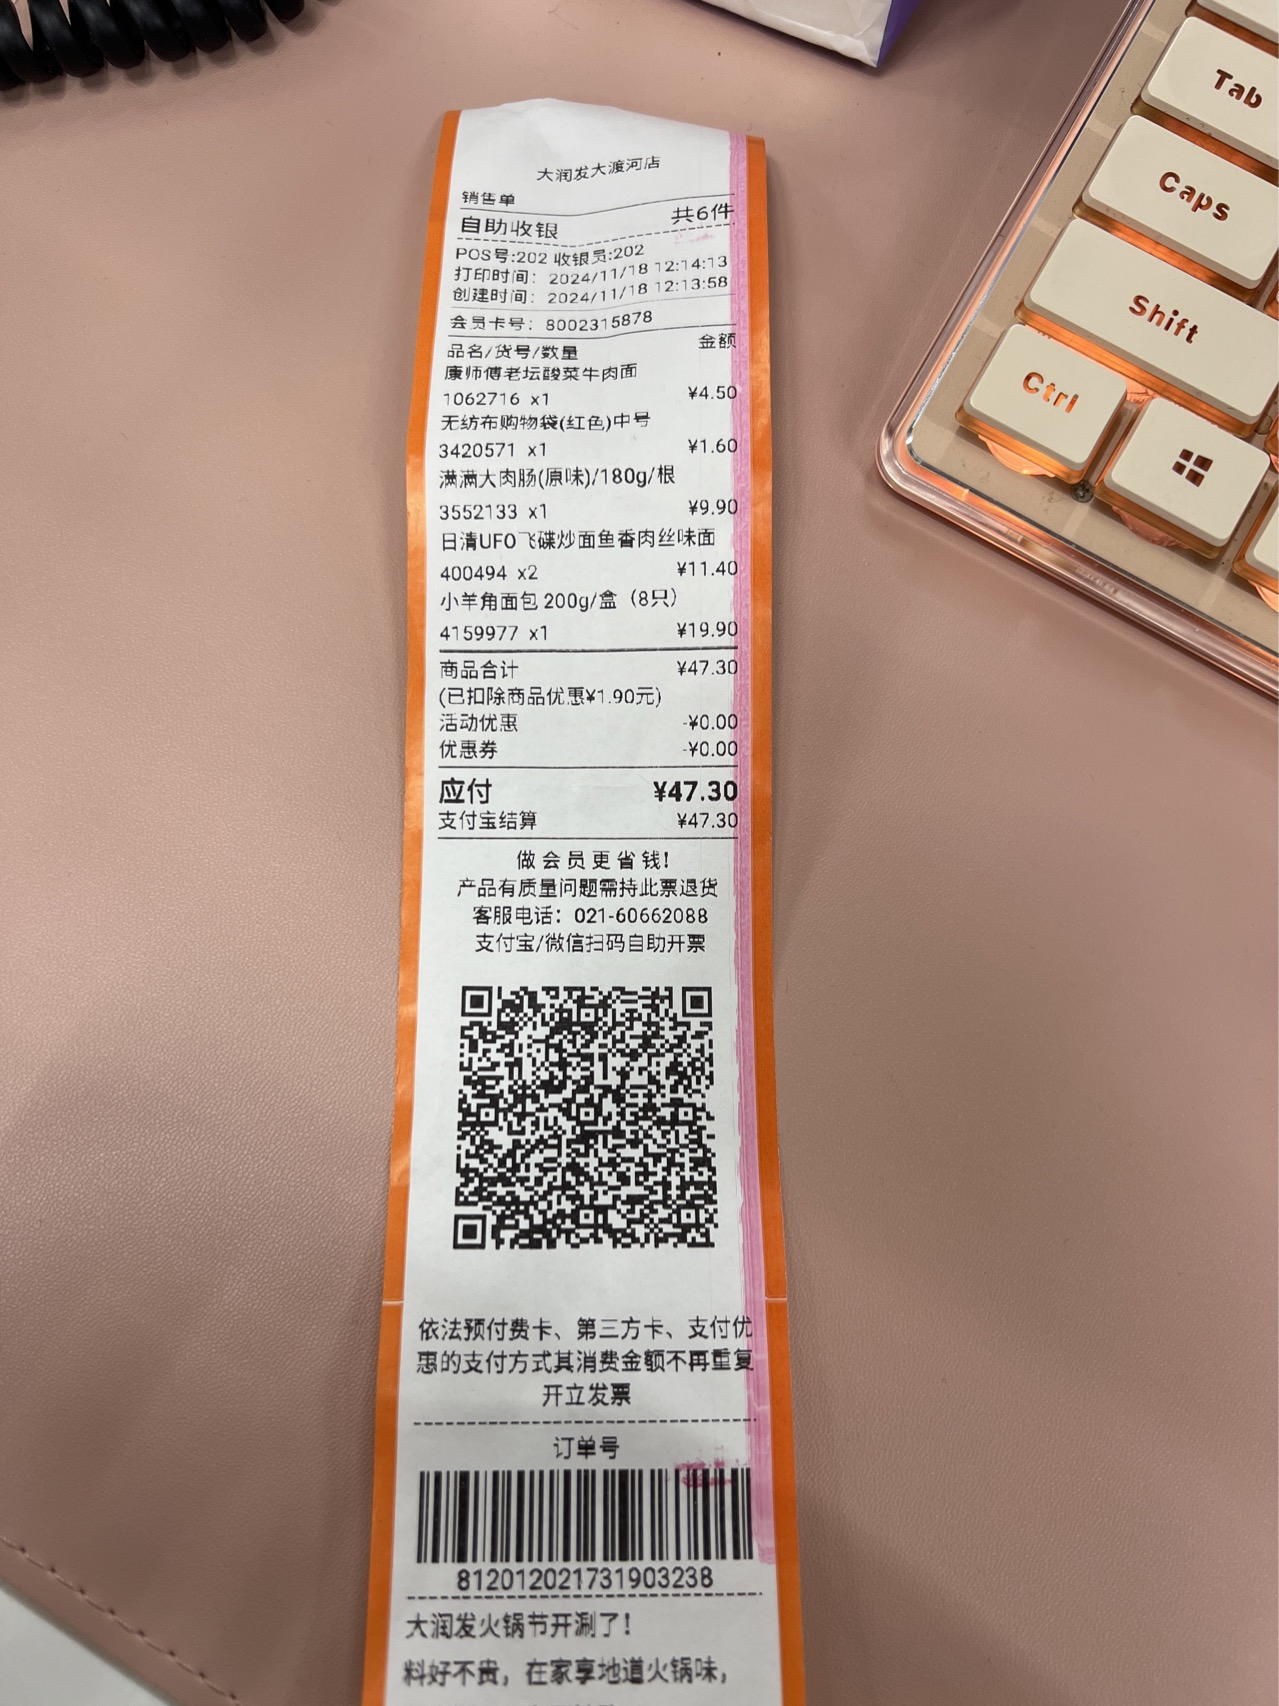 大润发大渡河店
销售单
自助收银 共6件
POS号:202 收银员:202
打印时间: 2024/11/18 12:14:13
创建时间: 2024/11/18 12:13:58
会员卡号: 8002315878
品名/货号/数量 金额
康师傅老坛酸菜牛肉面
1062716 x1 ¥4.50
无纺布购物袋(红色)中号
3420571 x1 ¥1.60
满满大肉肠(原味)/180g/根
3552133 x1 ¥9.90
日清UFO飞碟炒面鱼香肉丝味面
400494 x2 ¥11.40
小羊角面包 200g/盒（8只）
4159977 x1 ¥19.90
商品合计 ¥47.30
(已扣除商品优惠¥1.90元)
活动优惠 -¥0.00
优惠券 -¥0.00
应付 ¥47.30
支付宝结算 ¥47.30
做会员更省钱!
产品有质量问题需持此票退货
客服电话: 021-60662088
支付宝/微信扫码自助开票
依法预付费卡、第三方卡、支付优
惠的支付方式其消费金额不再重复
开立发票
订单号
812012021731903238
大润发火锅节开涮了!
料好不贵，在家享地道火锅味，
Tab
Caps
Shift
Ctrl